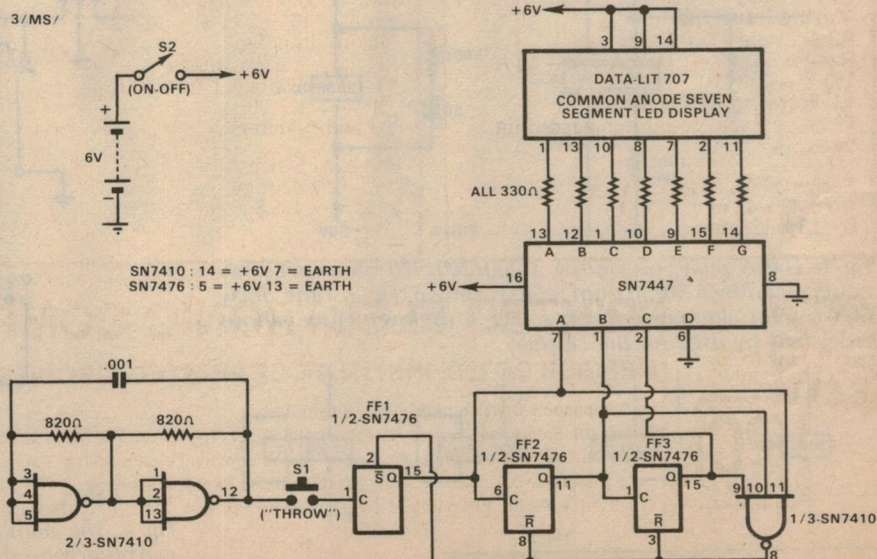 3/MS/
S2
(ON-OFF)
+6V
+
6V
−
SN7410 : 14 = +6V 7 = EARTH
SN7476 : 5 = +6V 13 = EARTH
+6V
3 9 14
DATA-LIT 707
COMMON ANODE SEVEN
SEGMENT LED DISPLAY
1 13 10 8 7 2 11
ALL 330Ω
13 12 1 10 9 15 14
A B C D E F G
16 SN7447 8
+6V
A B C D
7 1 2 6
.001
820Ω 820Ω
3
4
5
1
2
13
12
2/3-SN7410
S1
("THROW")
FF1
1/2-SN7476
2
S̅ Q 15
1 C
FF2
1/2-SN7476
Q 11
6 C
R̅
8
FF3
1/2-SN7476
Q 15
1 C
R̅
3
9 10 11
1/3-SN7410
8